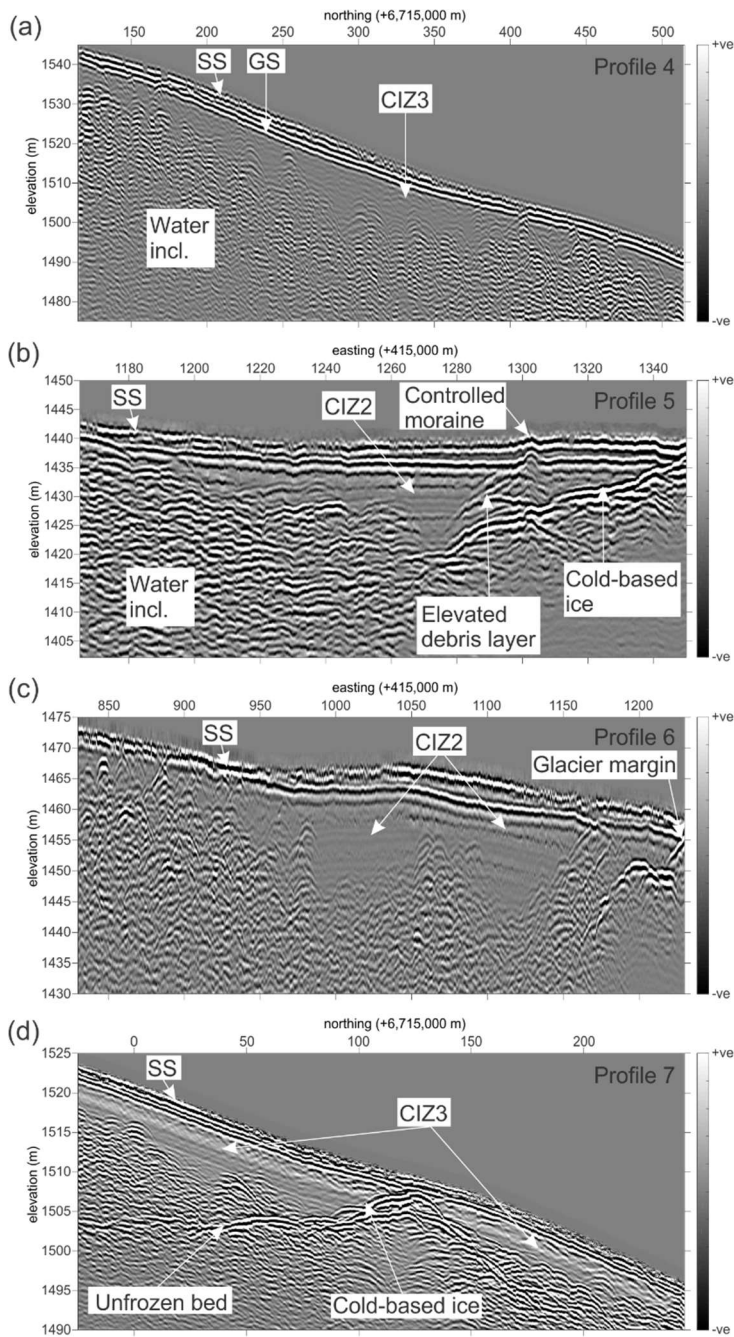 (a)
northing (+6,715,000 m)
150 200 250 300 350 400 450 500
elevation (m)
1540
1530
1520
1510
1500
1490
1480
SS
GS
CIZ3
Profile 4
Water
incl.
+ve
-ve
(b)
easting (+415,000 m)
1180 1200 1220 1240 1260 1280 1300 1320 1340
elevation (m)
1450
1445
1440
1435
1430
1420
1415
1410
1405
SS
CIZ2
Controlled
moraine
Profile 5
Water
incl.
Elevated
debris layer
Cold-based
ice
+ve
-ve
(c)
easting (+415,000 m)
850 900 950 1000 1050 1100 1150 1200
elevation (m)
1475
1470
1465
1460
1455
1450
1440
1435
1430
SS
CIZ2
Profile 6
Glacier margin
+ve
-ve
(d)
northing (+6,715,000 m)
0 50 100 150 200
elevation (m)
1525
1520
1515
1510
1505
1500
1495
1490
SS
CIZ3
Profile 7
Unfrozen bed
Cold-based ice
+ve
-ve